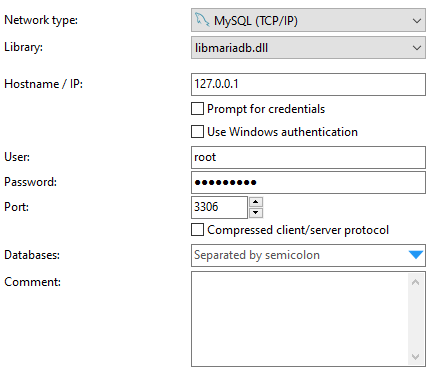 Network type: MySQL (TCP/IP)
Library: libmariadb.dll
Hostname / IP: 127.0.0.1
Prompt for credentials
Use Windows authentication
User: root
Password: ●●●●●●●●●
Port: 3306
Compressed client/server protocol
Databases: Separated by semicolon
Comment: